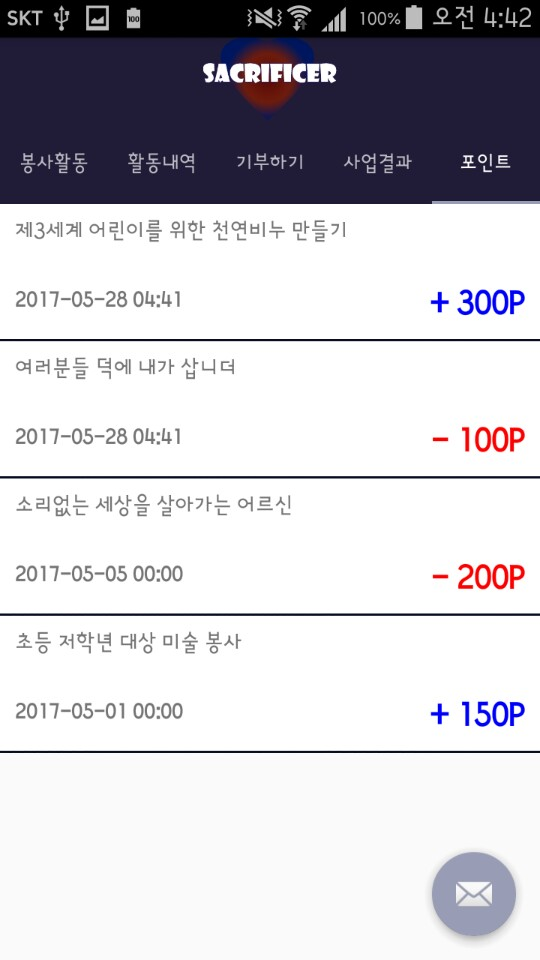 SKT 100 100% 오전 4:42
SACRIFICER
봉사활동 활동내역 기부하기 사업결과 포인트
제3세계 어린이를 위한 천연비누 만들기
2017-05-28 04:41 + 300P
여러분들 덕에 내가 삽니더
2017-05-28 04:41 - 100P
소리없는 세상을 살아가는 어르신
2017-05-05 00:00 - 200P
초등 저학년 대상 미술 봉사
2017-05-01 00:00 + 150P